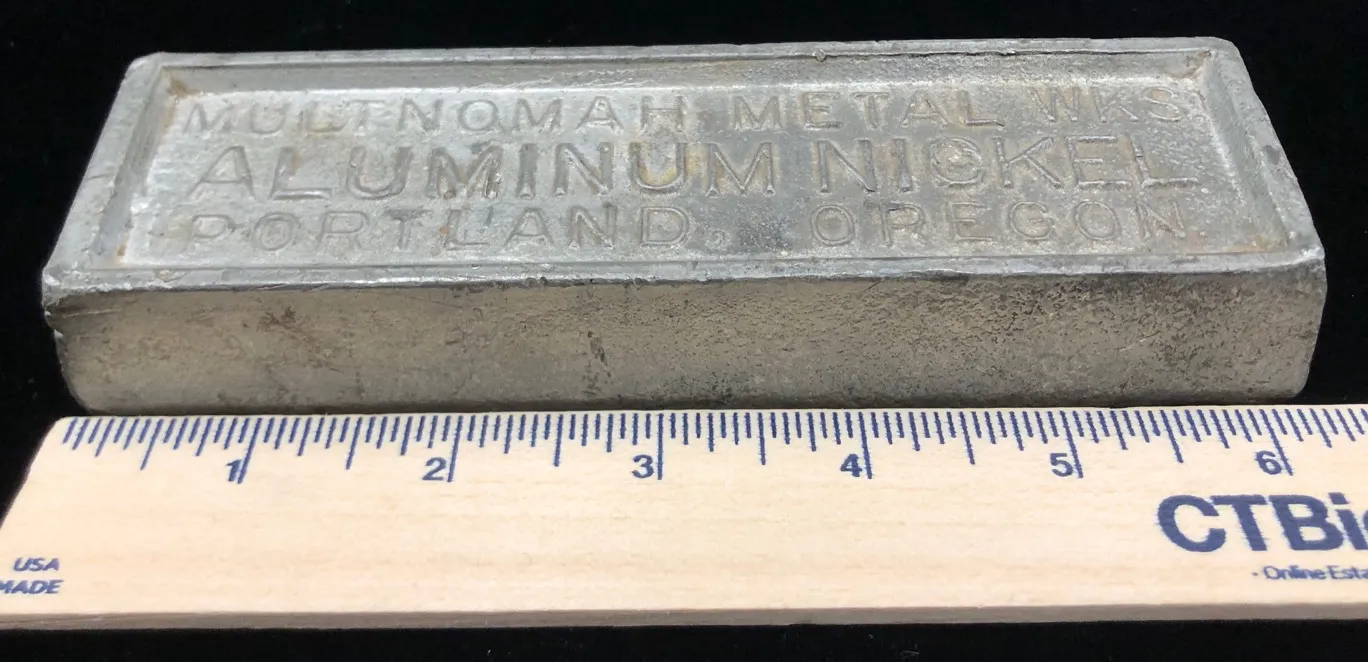 MULTNOMAH METAL WKS.
ALUMINUM NICKEL
PORTLAND, OREGON.
1 2 3 4 5 6
CTBi
USA
MADE
- Online Esta